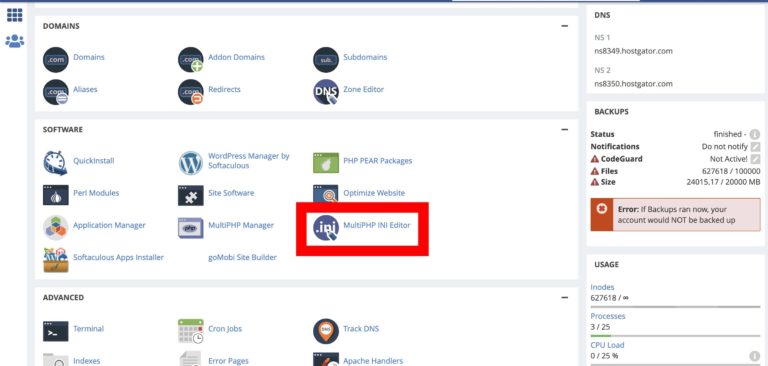 DOMAINS
Domains
Addon Domains
Subdomains
Aliases
Redirects
Zone Editor
SOFTWARE
QuickInstall
WordPress Manager by
Softaculous
PHP PEAR Packages
Perl Modules
Site Software
Optimize Website
Application Manager
MultiPHP Manager
MultiPHP INI Editor
Softaculous Apps Installer
goMobi Site Builder
ADVANCED
Terminal
Cron Jobs
Track DNS
Indexes
Error Pages
Apache Handlers
.com
.com
sub.
.com
.com
DNS
php
.ini
DNS
DNS
NS 1
ns8349.hostgator.com
NS 2
ns8350.hostgator.com
BACKUPS
Status finished -
Notifications Do not notify
CodeGuard Not Active!
Files 627618 / 100000
Size 24015,17 / 20000 MB
Error: If Backups ran now, your
account would NOT be backed up
USAGE
Inodes
627618 / ∞
Processes
3 / 25
CPU Load
0 / 25 %